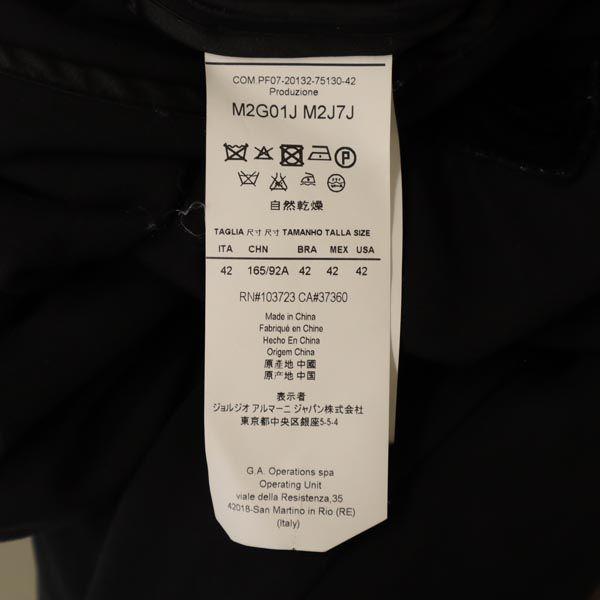 COM.PF07-20132-75130-42
Produzione
M2G01J M2J7J
P
自然乾燥
TAGLIA 尺寸 尺寸 TAMANHO TALLA SIZE
ITA CHN BRA MEX USA
42 165/92A 42 42 42
RN#103723 CA#37360
Made in China
Fabriqué en Chine
Hecho En China
Origem China
原產地 中國
原产地 中国
表示者
ジョルジオ アルマーニ ジャパン株式会社
東京都中央区銀座5-5-4
G.A. Operations spa
Operating Unit
viale della Resistenza,35
42018-San Martino in Rio (RE)
(Italy)